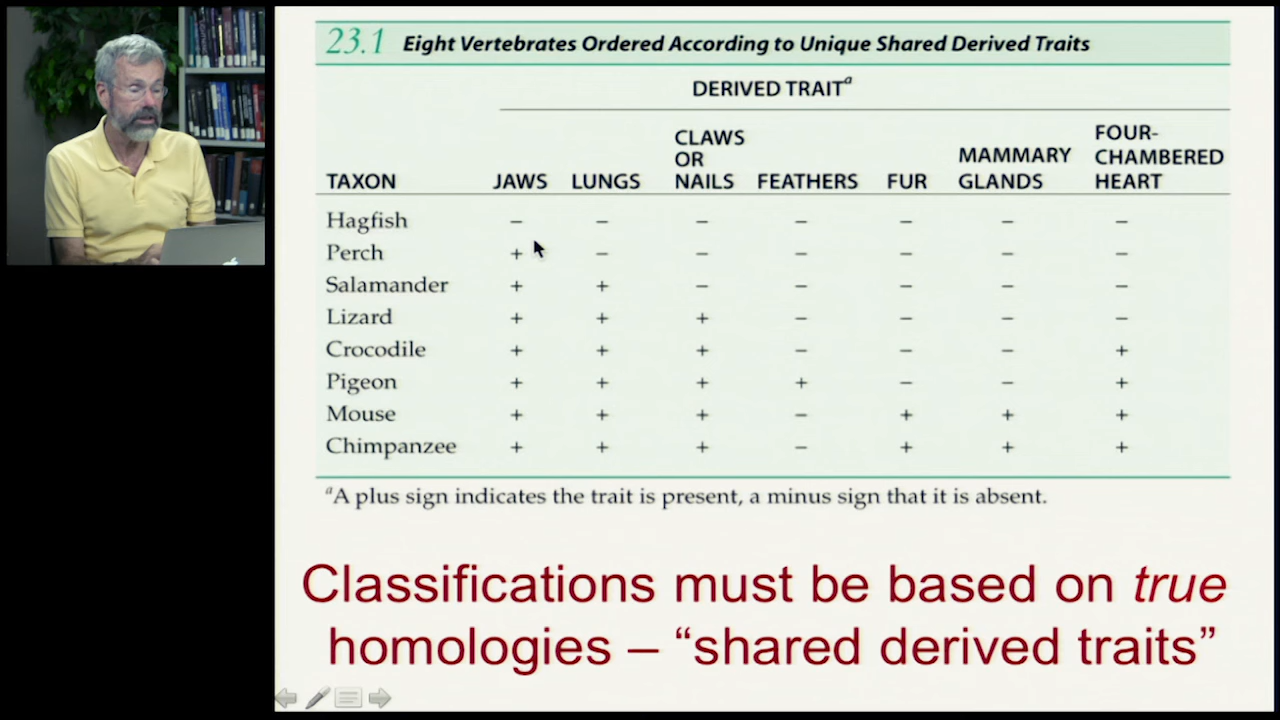 23.1 Eight Vertebrates Ordered According to Unique Shared Derived Traits
DERIVED TRAITa
TAXON JAWS LUNGS CLAWS OR NAILS FEATHERS FUR MAMMARY GLANDS FOUR-CHAMBERED HEART
Hagfish – – – – – – –
Perch + – – – – – –
Salamander + + – – – – –
Lizard + + + – – – –
Crocodile + + + – – – +
Pigeon + + + + – – +
Mouse + + + – + + +
Chimpanzee + + + – + + +
aA plus sign indicates the trait is present, a minus sign that it is absent.
Classifications must be based on true
homologies – “shared derived traits”